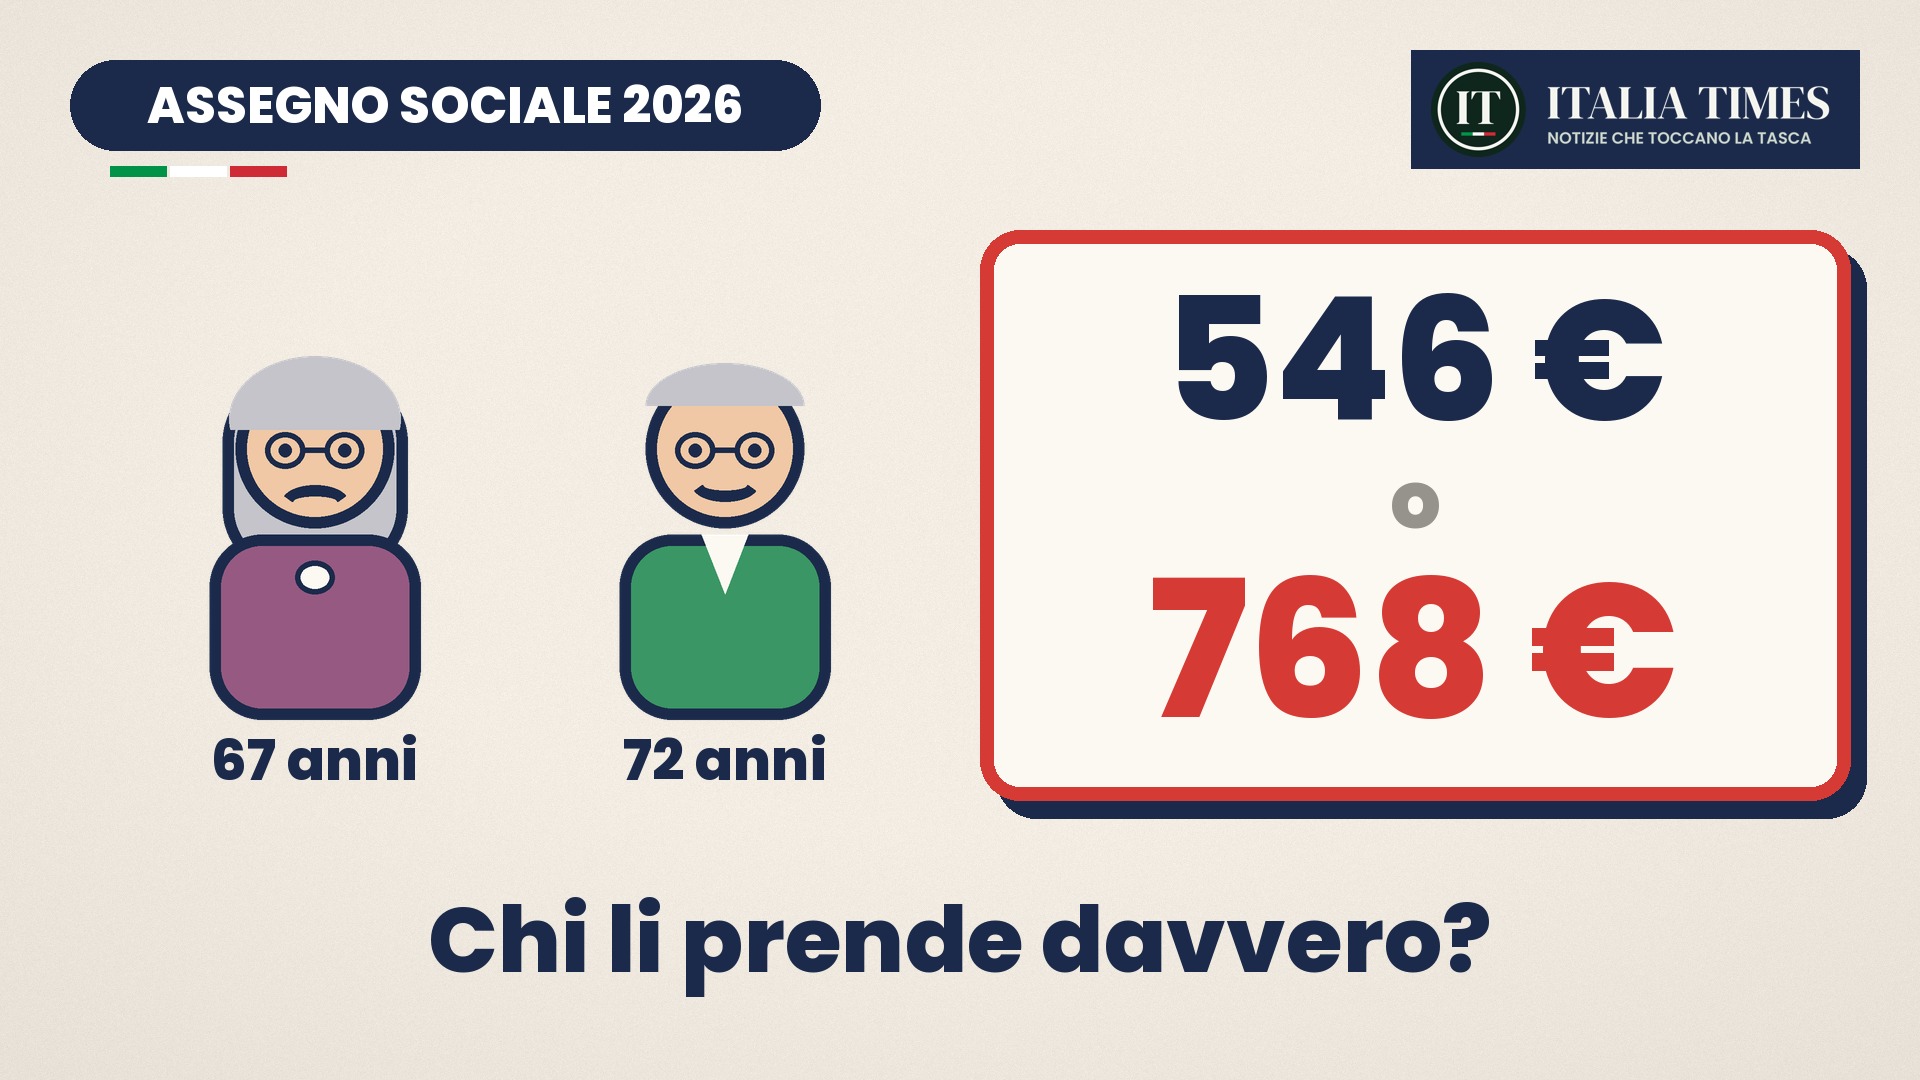 ASSEGNO SOCIALE 2026
IT
ITALIA TIMES
NOTIZIE CHE TOCCANO LA TASCA
546 €
o
768 €
67 anni
72 anni
Chi li prende davvero?